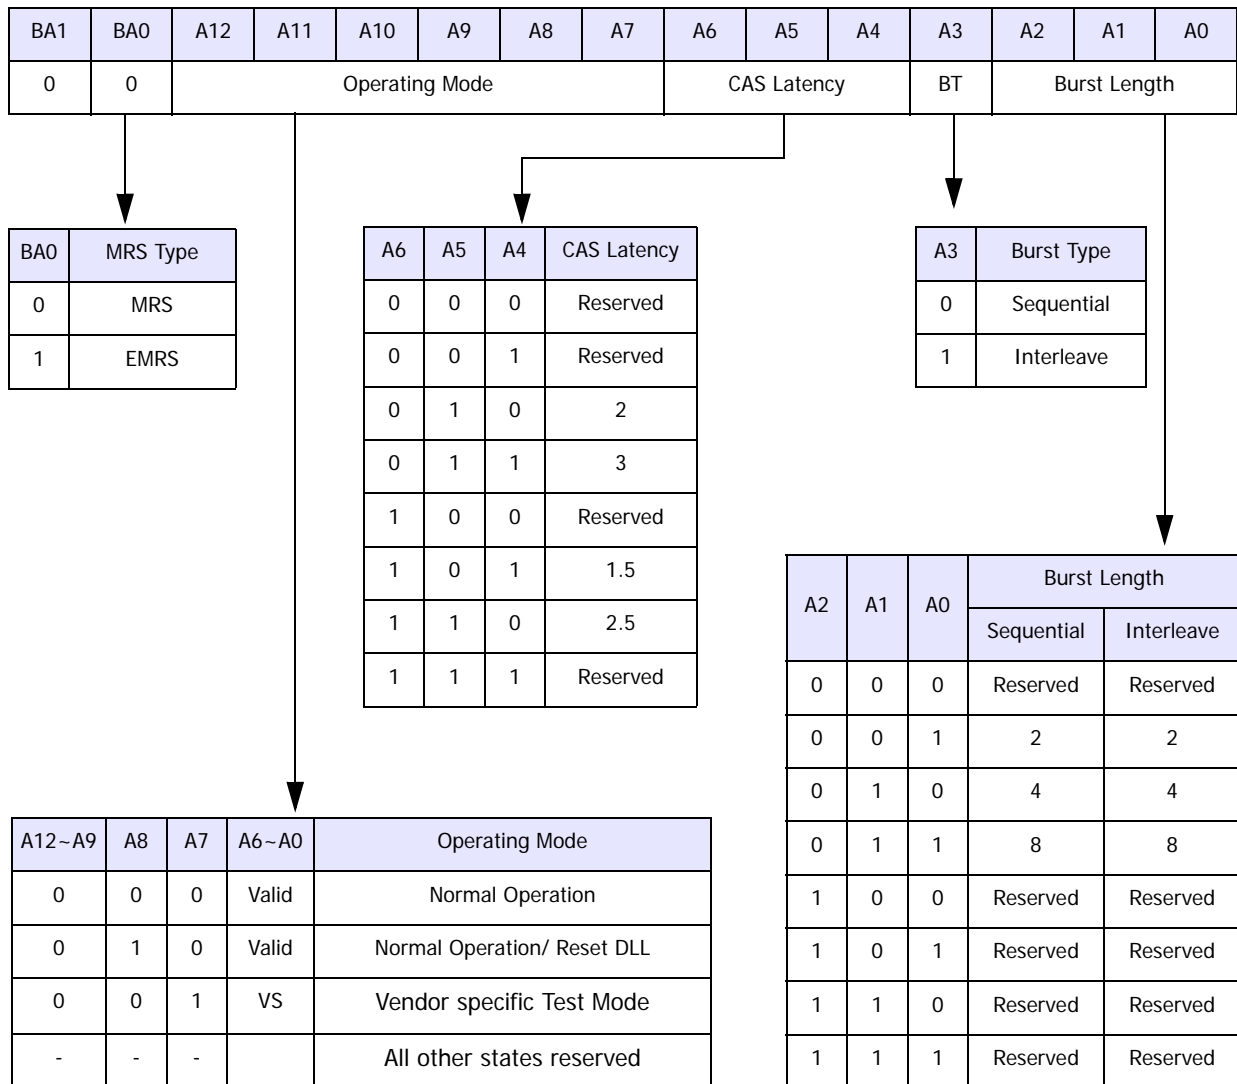 BA1 BA0 A12 A11 A10 A9 A8 A7 A6 A5 A4 A3 A2 A1 A0
0 0 Operating Mode CAS Latency BT Burst Length
BA0 MRS Type
0 MRS
1 EMRS
A6 A5 A4 CAS Latency
0 0 0 Reserved
0 0 1 Reserved
0 1 0 2
0 1 1 3
1 0 0 Reserved
1 0 1 1.5
1 1 0 2.5
1 1 1 Reserved
A3 Burst Type
0 Sequential
1 Interleave
A2 A1 A0 Burst Length
Sequential Interleave
0 0 0 Reserved Reserved
0 0 1 2 2
0 1 0 4 4
0 1 1 8 8
1 0 0 Reserved Reserved
1 0 1 Reserved Reserved
1 1 0 Reserved Reserved
1 1 1 Reserved Reserved
A12~A9 A8 A7 A6~A0 Operating Mode
0 0 0 Valid Normal Operation
0 1 0 Valid Normal Operation/ Reset DLL
0 0 1 VS Vendor specific Test Mode
- - - All other states reserved